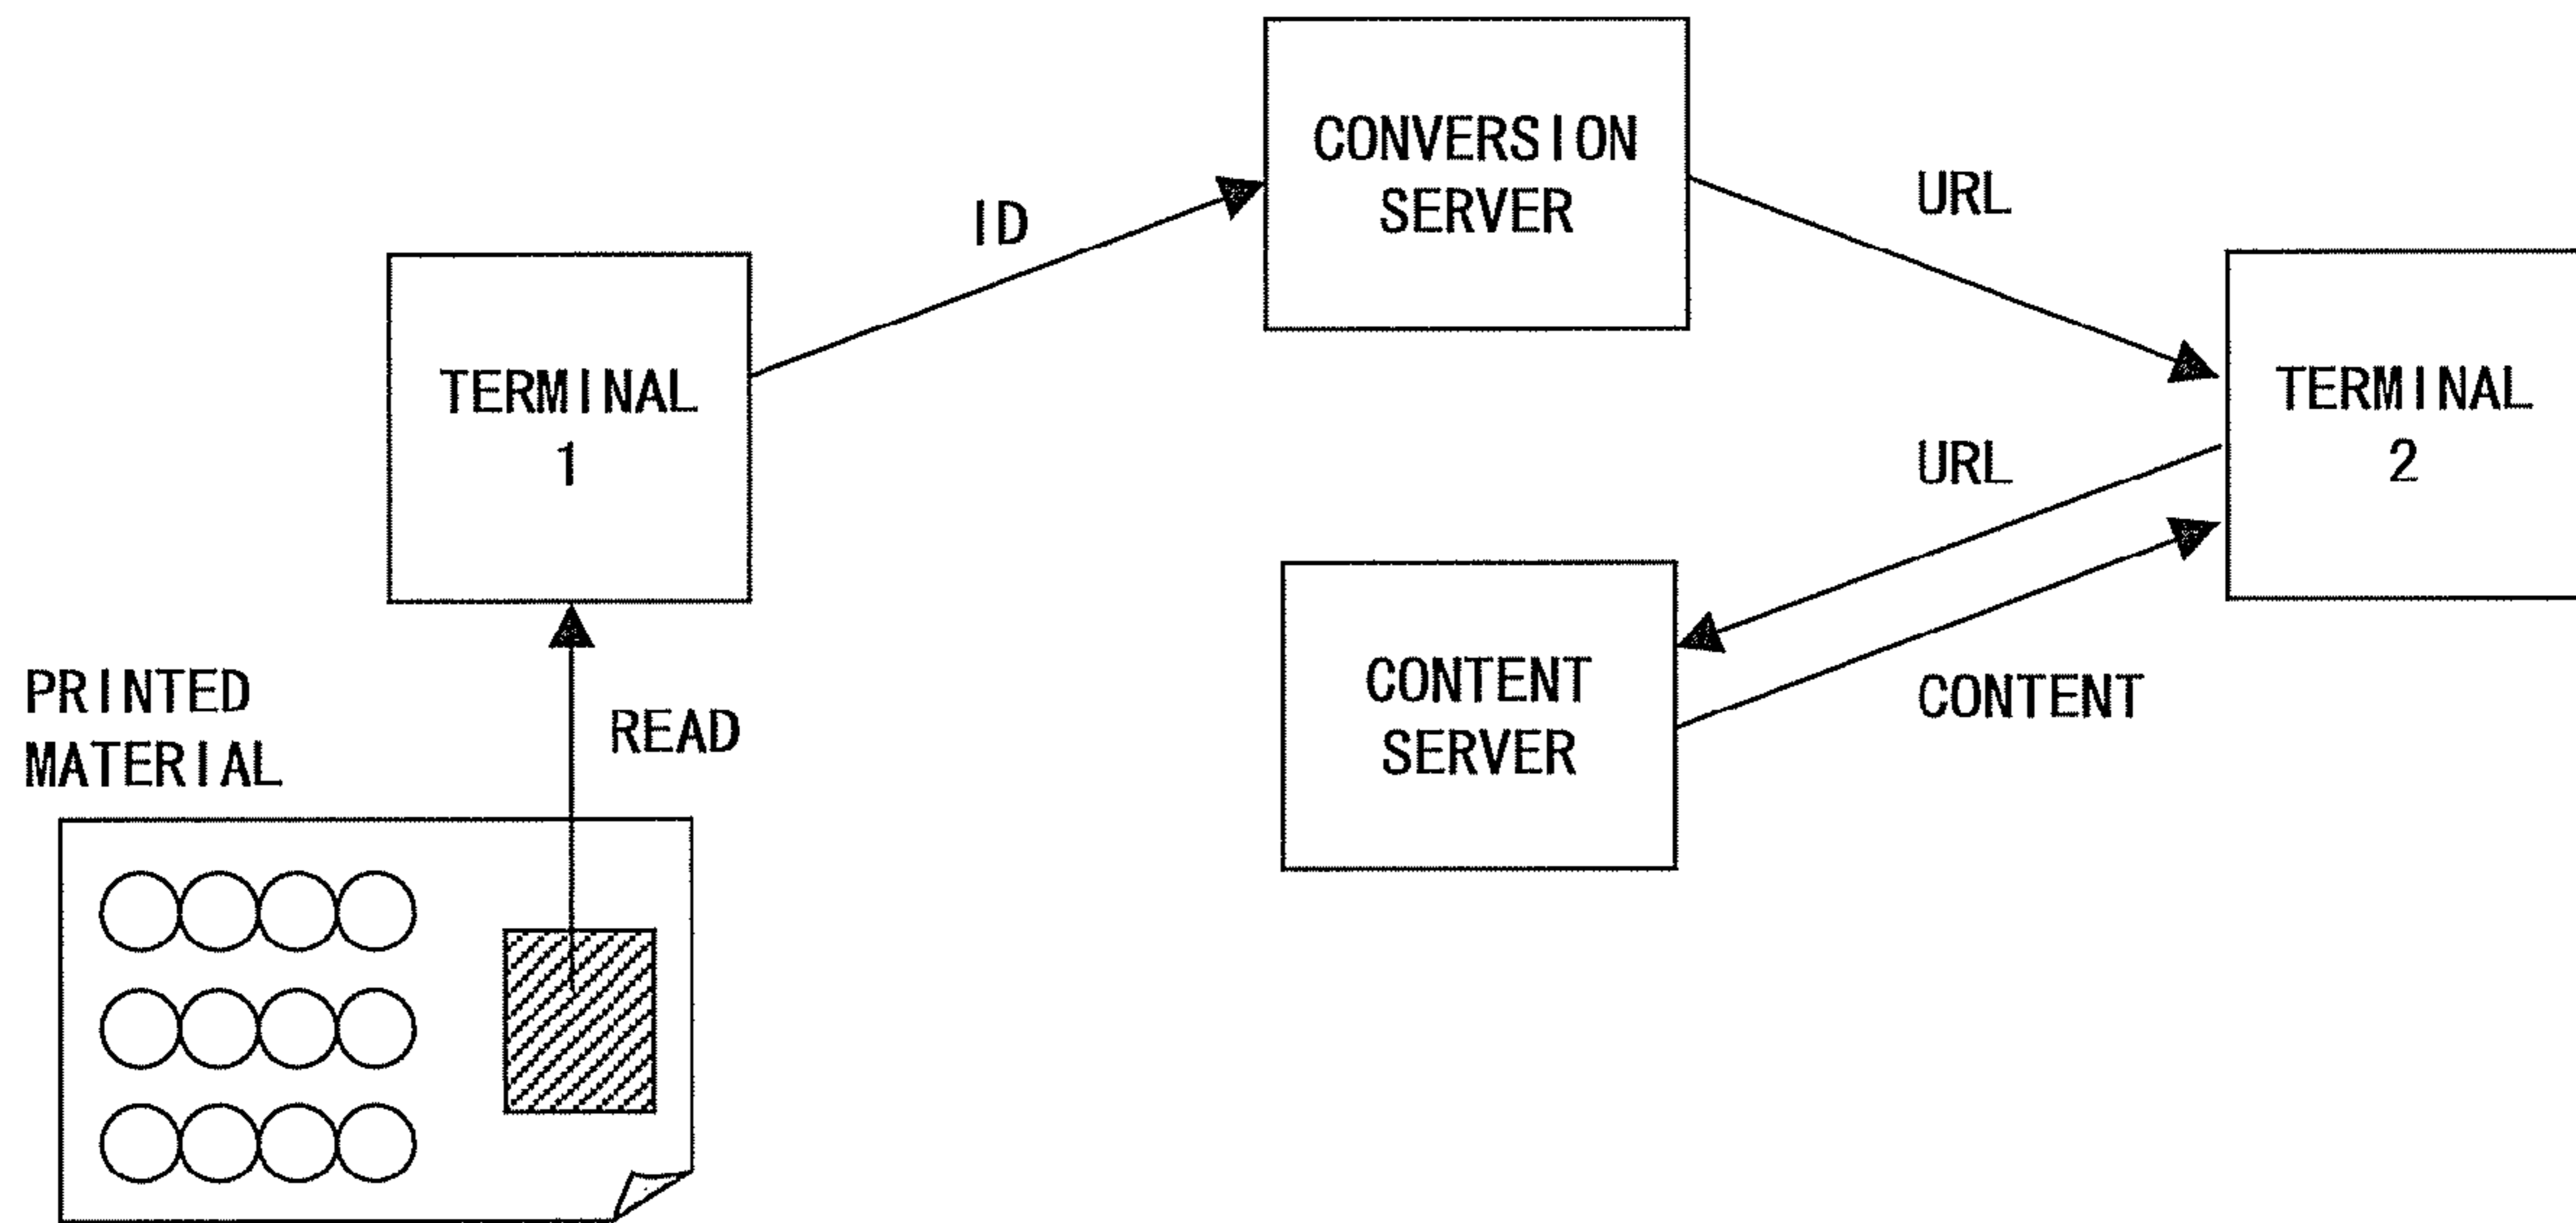 CONVERSION
SERVER
ID
URL
TERMINAL
1
TERMINAL
2
URL
PRINTED
MATERIAL
READ
CONTENT
SERVER
CONTENT